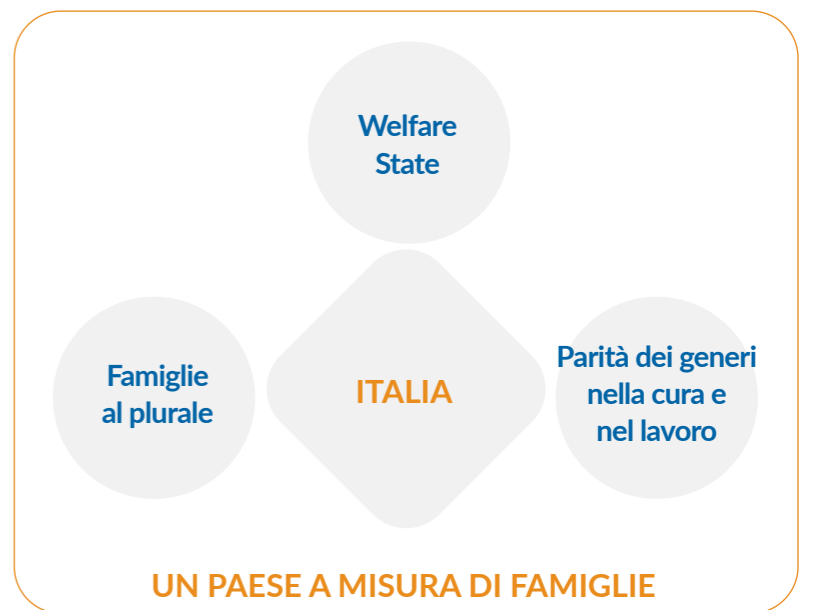 Welfare
State
Famiglie
al plurale
ITALIA
Parità dei generi
nella cura e
nel lavoro
UN PAESE A MISURA DI FAMIGLIE